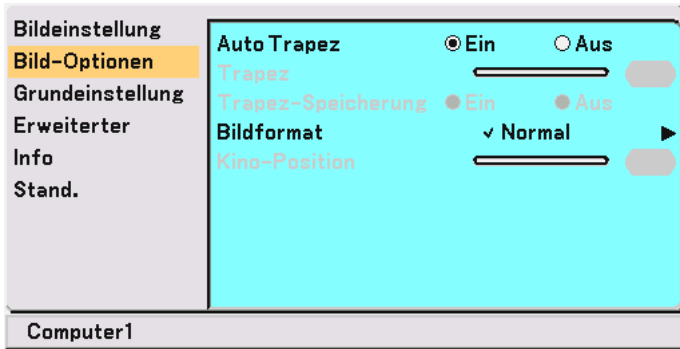 Bildeinstellung
Bild-Optionen
Grundeinstellung
Erweiterter
Info
Stand.
Auto Trapez Ein Aus
Trapez
Trapez-Speicherung Ein Aus
Bildformat ✓ Normal
Kino-Position
Computer1